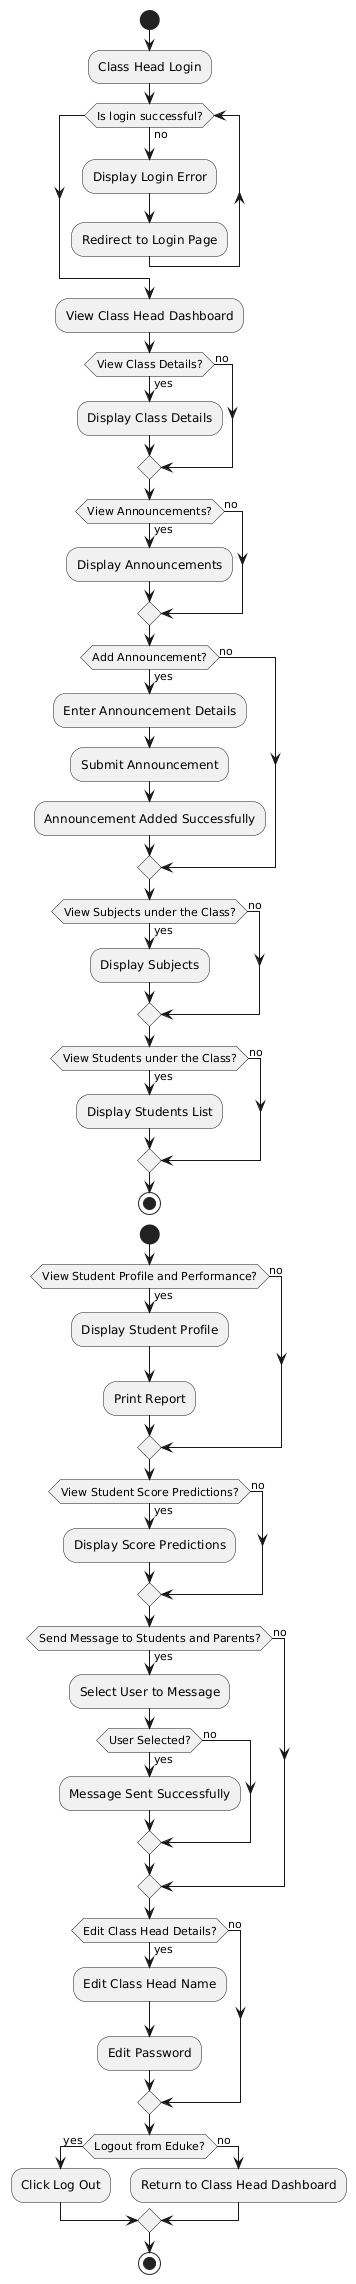 Class Head Login
Is login successful?
no
Display Login Error
Redirect to Login Page
View Class Head Dashboard
View Class Details?
no
yes
Display Class Details
View Announcements?
no
yes
Display Announcements
Add Announcement?
no
yes
Enter Announcement Details
Submit Announcement
Announcement Added Successfully
View Subjects under the Class?
no
yes
Display Subjects
View Students under the Class?
no
yes
Display Students List
View Student Profile and Performance?
no
yes
Display Student Profile
Print Report
View Student Score Predictions?
no
yes
Display Score Predictions
Send Message to Students and Parents?
no
yes
Select User to Message
User Selected?
no
yes
Message Sent Successfully
Edit Class Head Details?
no
yes
Edit Class Head Name
Edit Password
yes
Logout from Eduke?
no
Click Log Out
Return to Class Head Dashboard